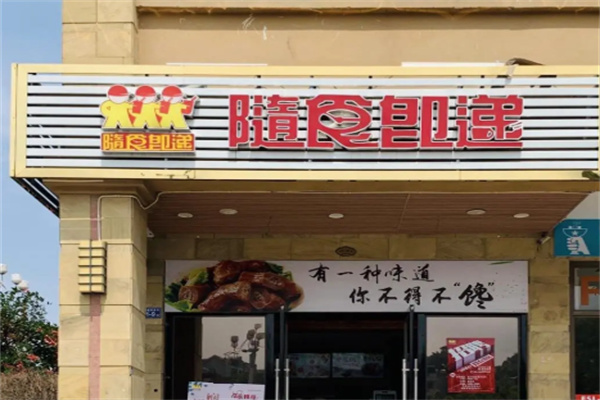 隨食即递
隨食即递
有一种味道
你不得不“馋”